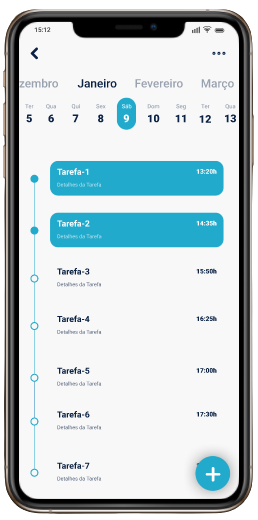 15:12
zembro Janeiro Fevereiro Março
Ter Qua Qui Sex Sáb Dom Seg Ter Qua
5 6 7 8 9 10 11 12 13
Tarefa-1 13:20h
Detalhes da Tarefa
Tarefa-2 14:35h
Detalhes da Tarefa
Tarefa-3 15:50h
Detalhes da Tarefa
Tarefa-4 16:25h
Detalhes da Tarefa
Tarefa-5 17:00h
Detalhes da Tarefa
Tarefa-6 17:30h
Detalhes da Tarefa
Tarefa-7
Detalhes da Tarefa